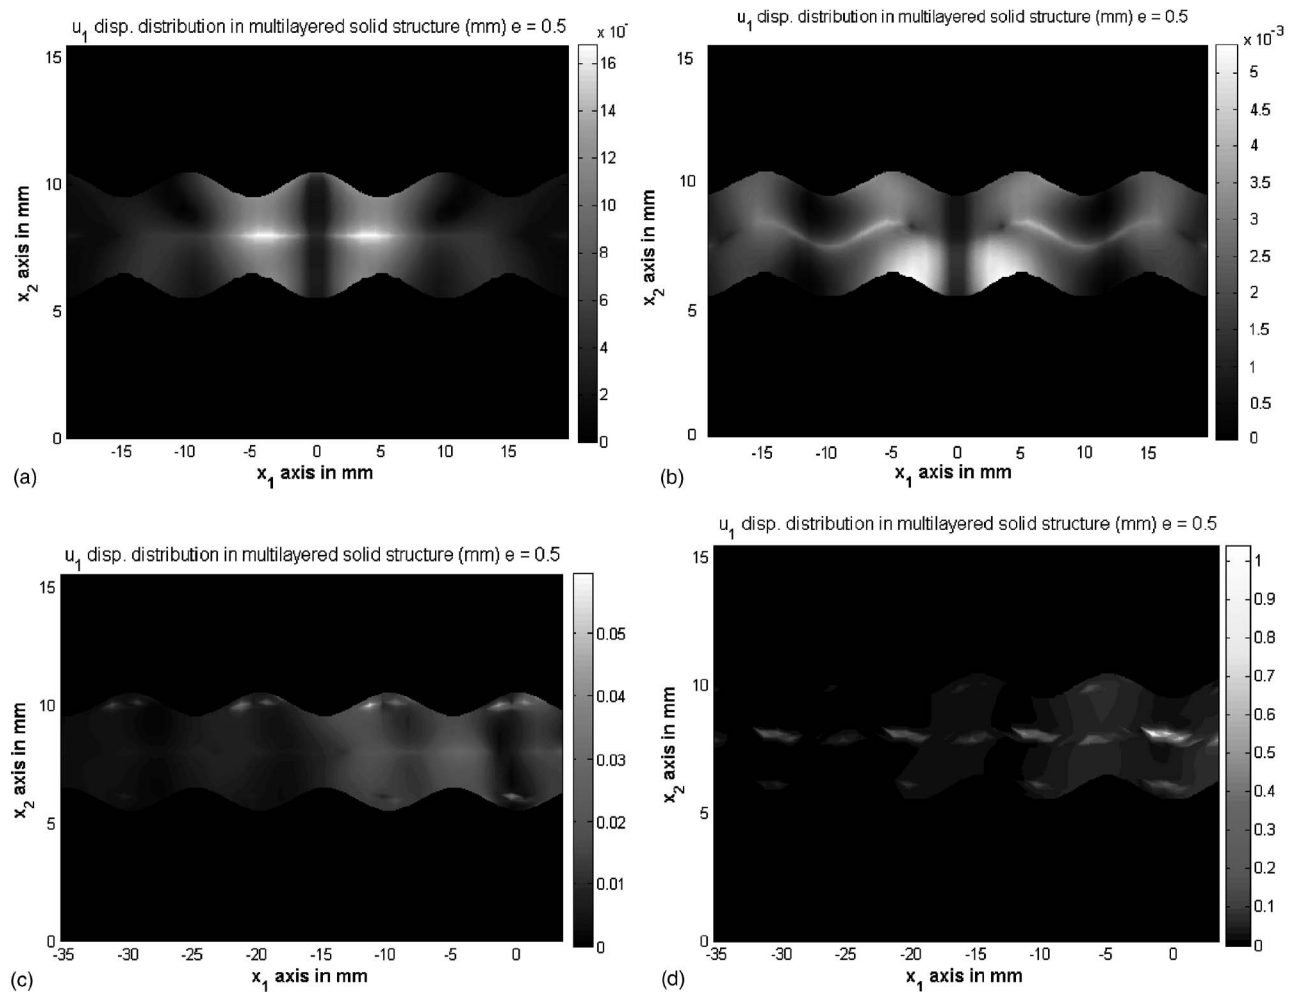 u1 disp. distribution in multilayered solid structure (mm) e = 0.5
x 10-
15
10
5
0
x2 axis in mm
16
14
12
10
8
6
4
2
0
-15 -10 -5 0 5 10 15
x1 axis in mm
(a)
u1 disp. distribution in multilayered solid structure (mm) e = 0.5
x 10-3
15
10
5
0
x2 axis in mm
5
4.5
4
3.5
3
2.5
2
1.5
1
0.5
0
-15 -10 -5 0 5 10 15
x1 axis in mm
(b)
u1 disp. distribution in multilayered solid structure (mm) e = 0.5
15
10
5
0
x2 axis in mm
0.05
0.04
0.03
0.02
0.01
0
-35 -30 -25 -20 -15 -10 -5 0
x1 axis in mm
(c)
u1 disp. distribution in multilayered solid structure (mm) e = 0.5
15
10
5
0
x2 axis in mm
1
0.9
0.8
0.7
0.6
0.5
0.4
0.3
0.2
0.1
0
-35 -30 -25 -20 -15 -10 -5 0
x1 axis in mm
(d)